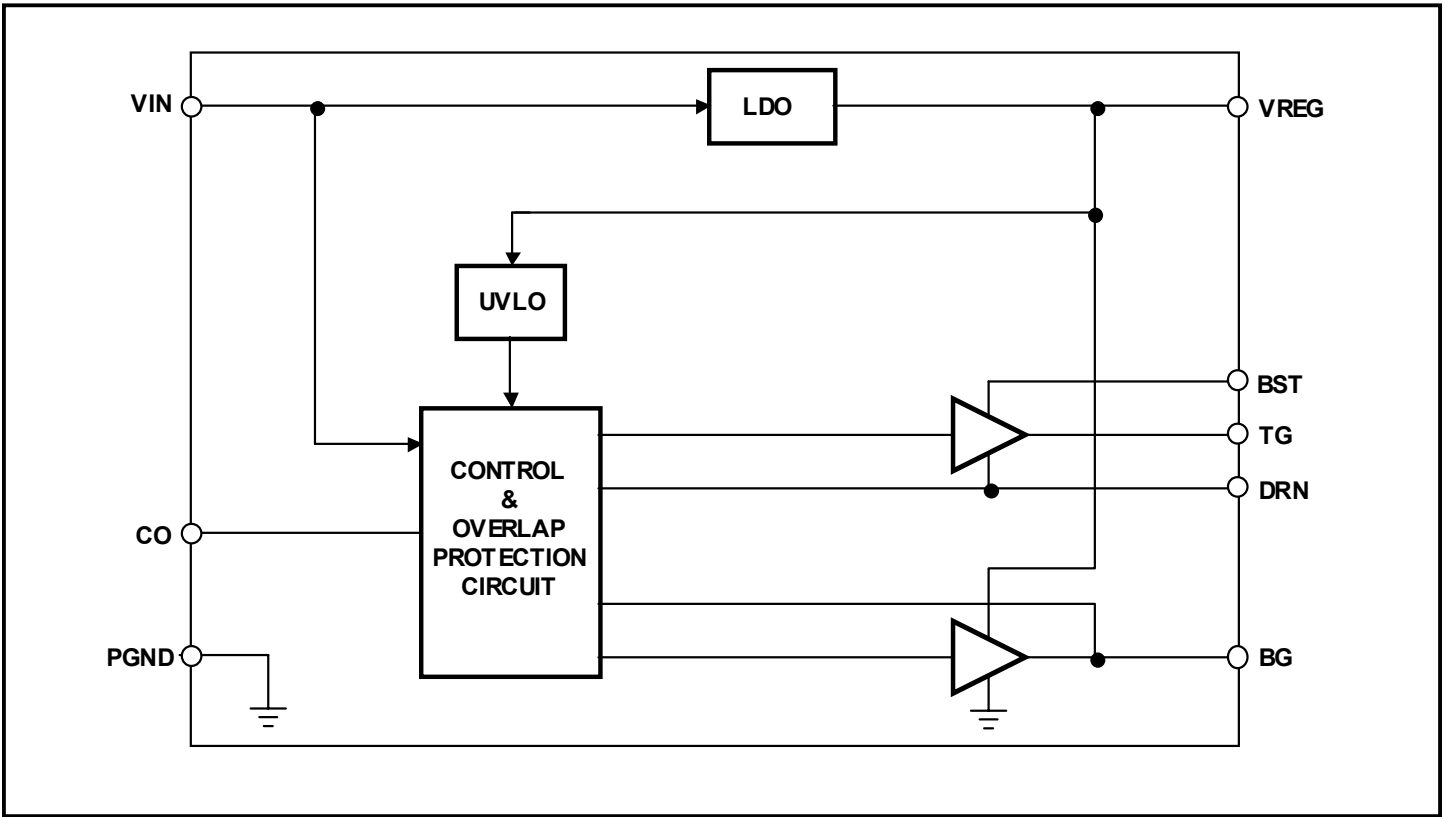 VIN
LDO
VREG
UVLO
BST
TG
DRN
CONTROL
&
OVERLAP
PROTECTION
CIRCUIT
CO
PGND
BG